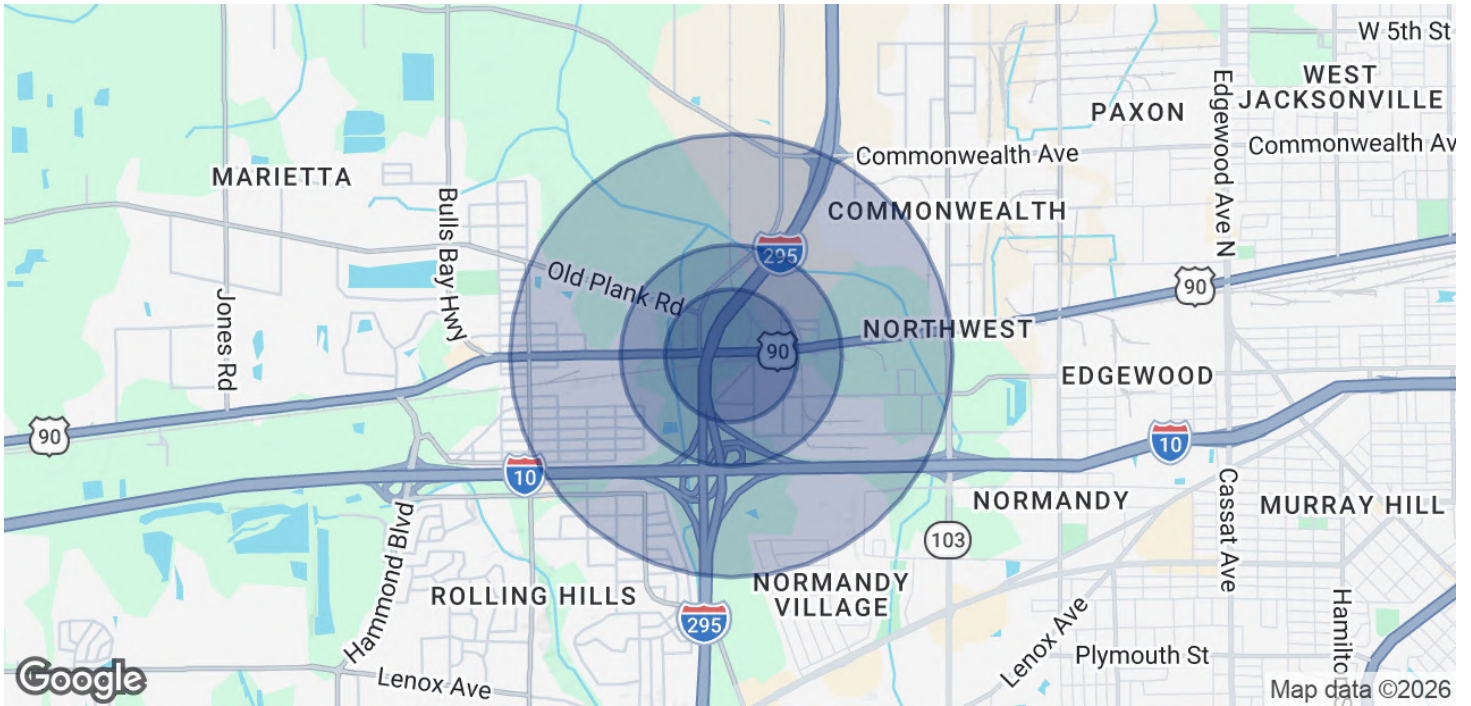 W 5th St
WEST
JACKSONVILLE
PAXON
Edgewood Ave N
Commonwealth Ave
Commonwealth Av
MARIETTA
Bulls Bay Hwy
COMMONWEALTH
295
Old Plank Rd
90
Jones Rd
NORTHWEST
90
EDGEWOOD
90
10
10
NORMANDY
Cassat Ave
MURRAY HILL
Hammond Blvd
103
ROLLING HILLS
NORMANDY
VILLAGE
295
Hamilto
Lenox Ave
Plymouth St
Lenox Ave
Google
Map data ©2026